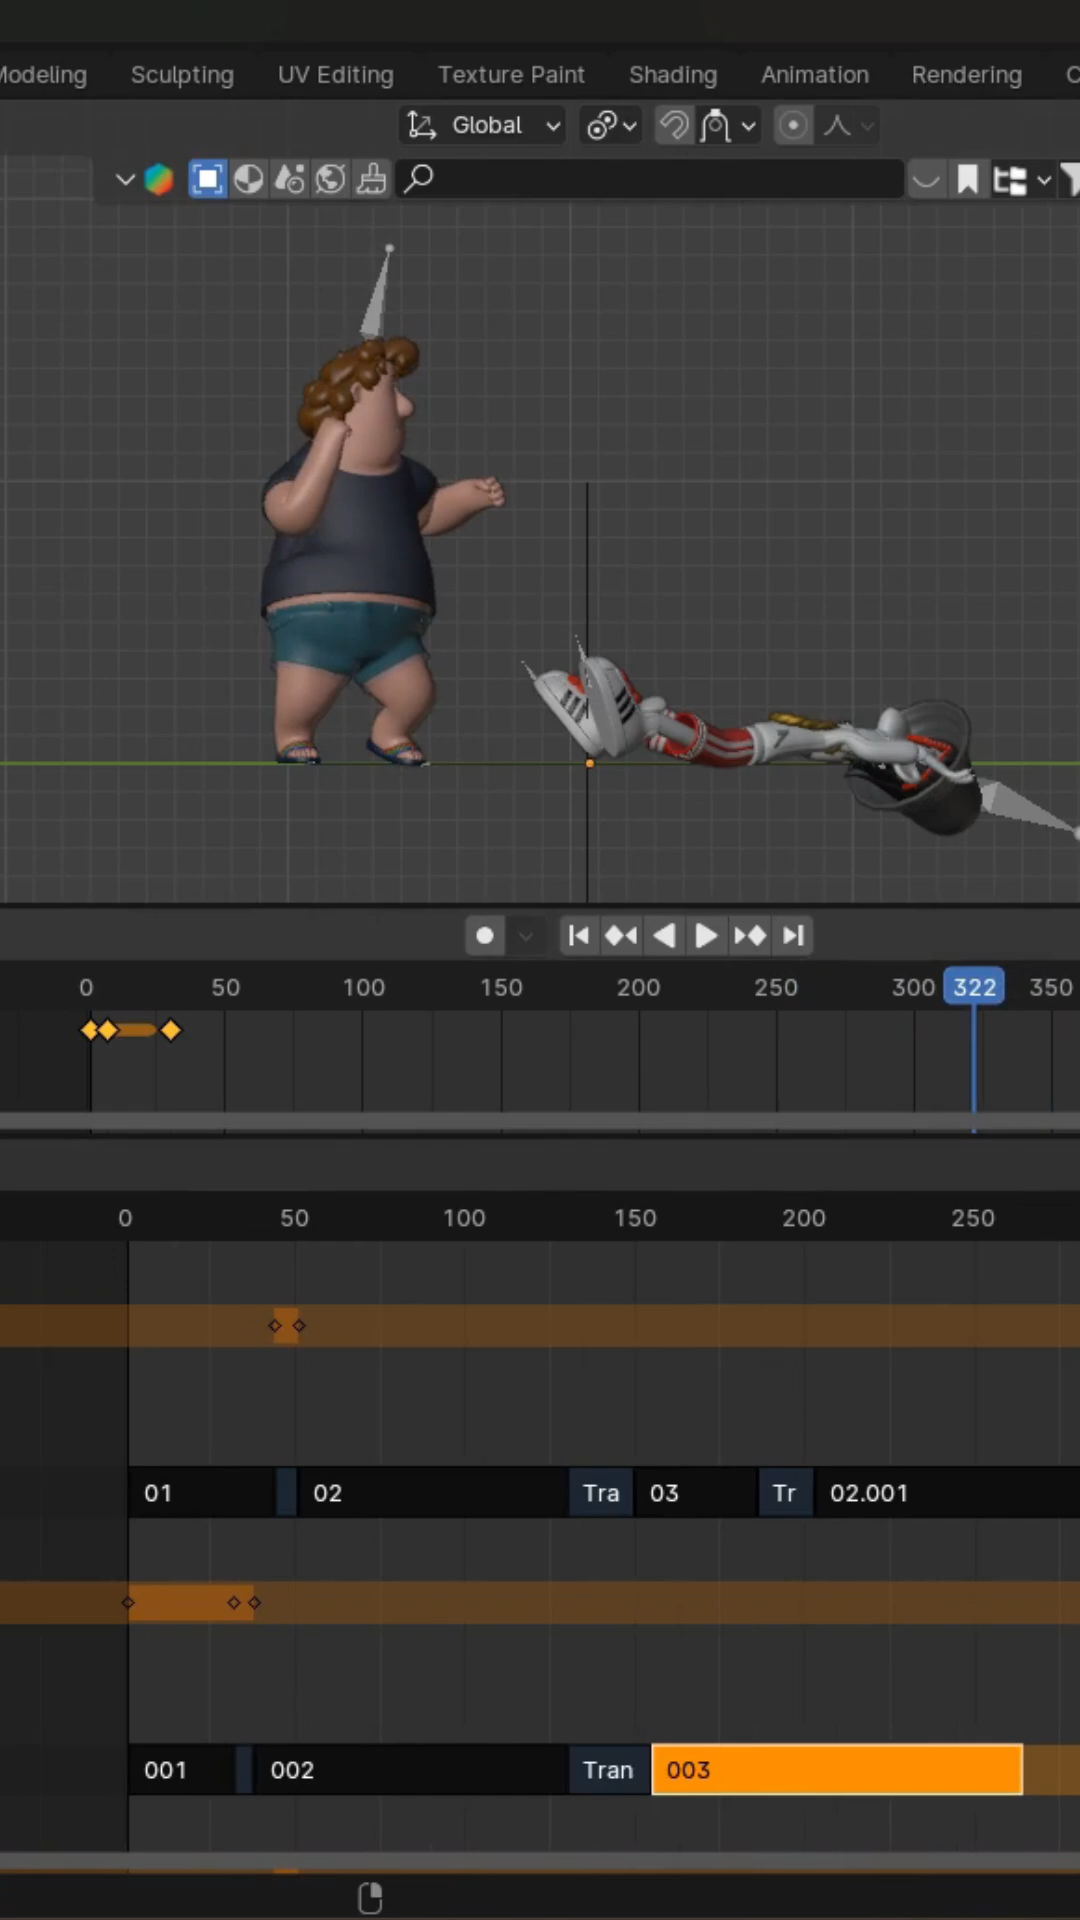 Modeling Sculpting UV Editing Texture Paint Shading Animation Rendering
Global
0 50 100 150 200 250 300 322 350
0 50 100 150 200 250
01 02 Tra 03 Tr 02.001
001 002 Tran 003